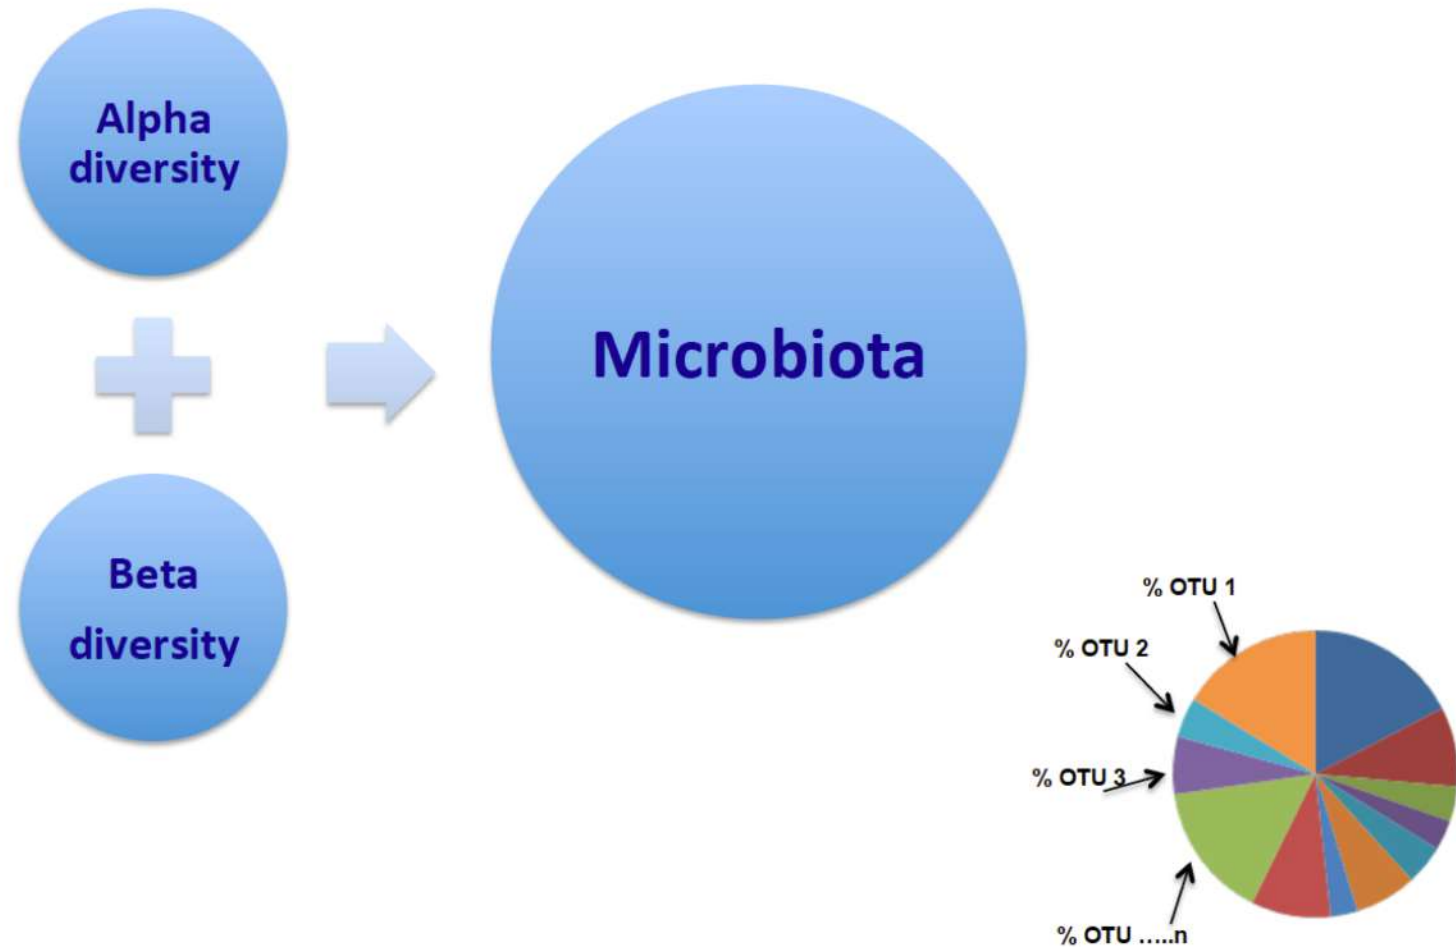 Alpha
diversity
Microbiota
Beta
diversity
% OTU 1
% OTU 2
% OTU 3
% OTU .....n